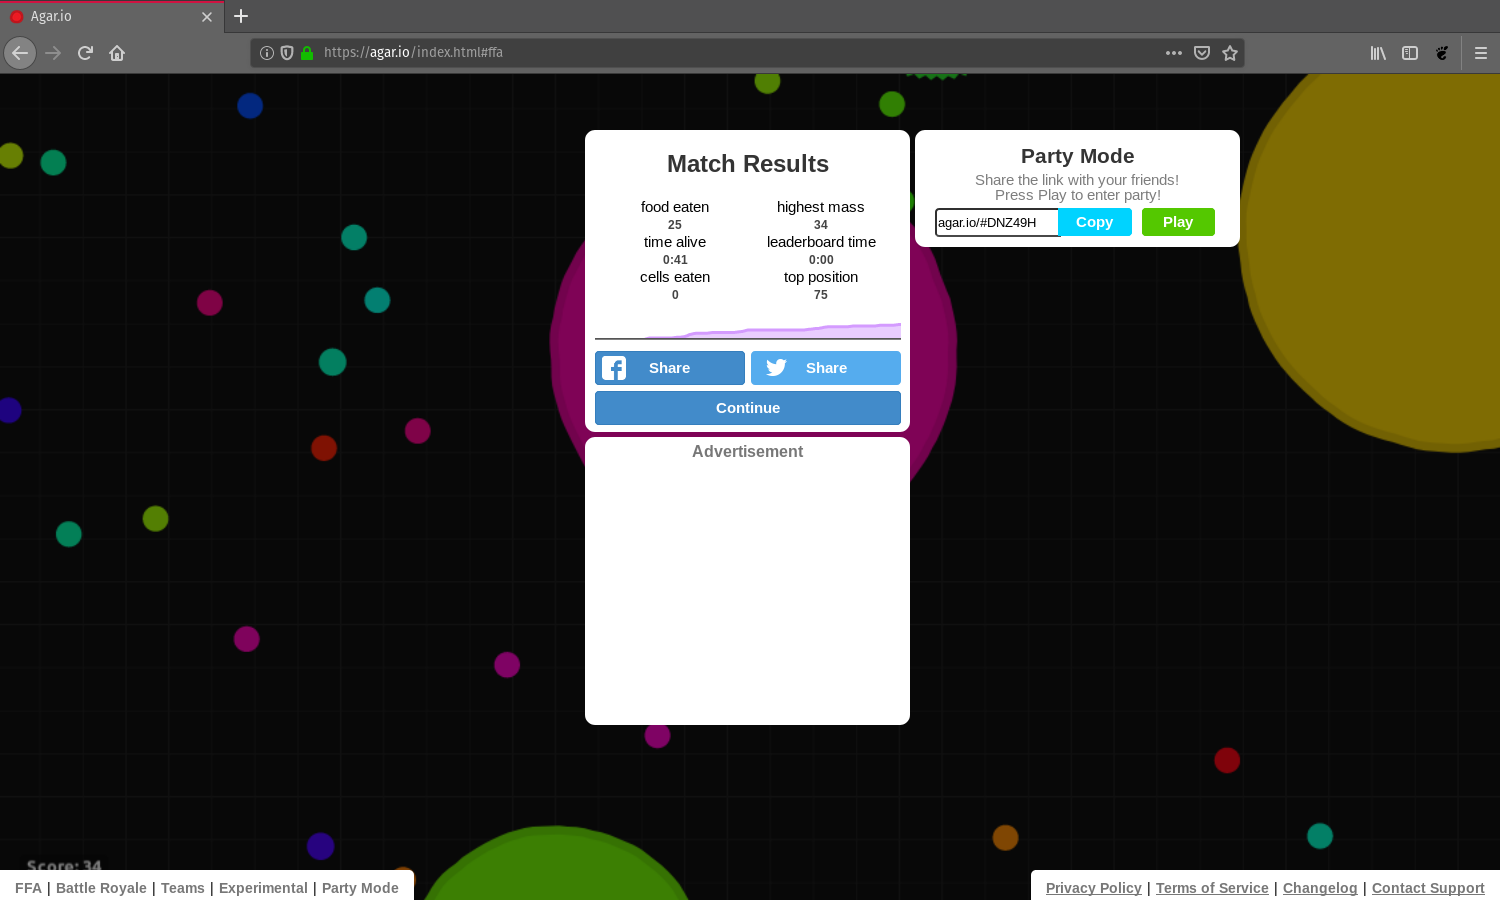 Agar.io
https://agar.io/index.html#ffa
Match Results
food eaten
25
highest mass
34
time alive
0:41
leaderboard time
0:00
cells eaten
0
top position
75
Share
Share
Continue
Advertisement
Party Mode
Share the link with your friends!
Press Play to enter party!
agar.io/#DNZ49H
Copy
Play
Score: 34
FFA | Battle Royale | Teams | Experimental | Party Mode
Privacy Policy | Terms of Service | Changelog | Contact Support